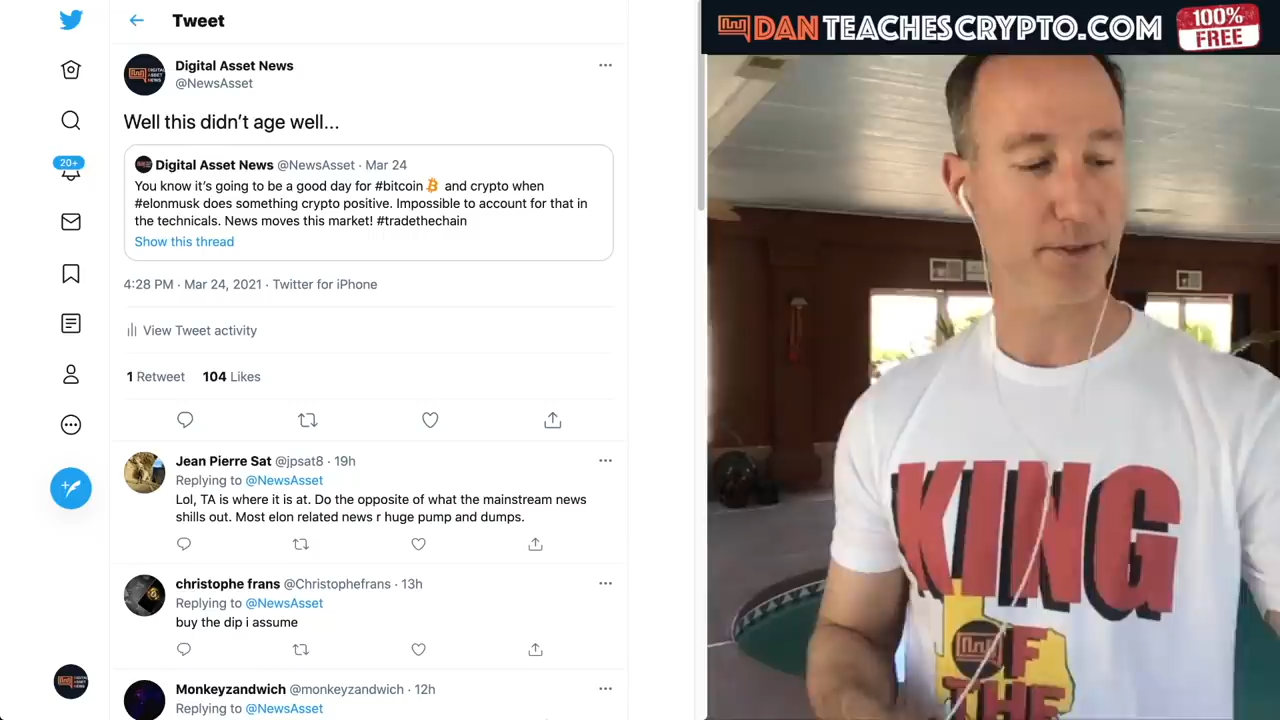 Tweet
DANTEACHESCRYPTO.COM
100%
FREE
20+
Digital Asset News
@NewsAsset
Well this didn’t age well...
Digital Asset News @NewsAsset · Mar 24
You know it’s going to be a good day for #bitcoin and crypto when
#elonmusk does something crypto positive. Impossible to account for that in
the technicals. News moves this market! #tradethechain
Show this thread
4:28 PM · Mar 24, 2021 · Twitter for iPhone
View Tweet activity
1 Retweet 104 Likes
Jean Pierre Sat @jpsat8 · 19h
Replying to @NewsAsset
Lol, TA is where it is at. Do the opposite of what the mainstream news
shills out. Most elon related news r huge pump and dumps.
christophe frans @Christophefrans · 13h
Replying to @NewsAsset
buy the dip i assume
Monkeyzandwich @monkeyzandwich · 12h
Replying to @NewsAsset
KING
OF
THE